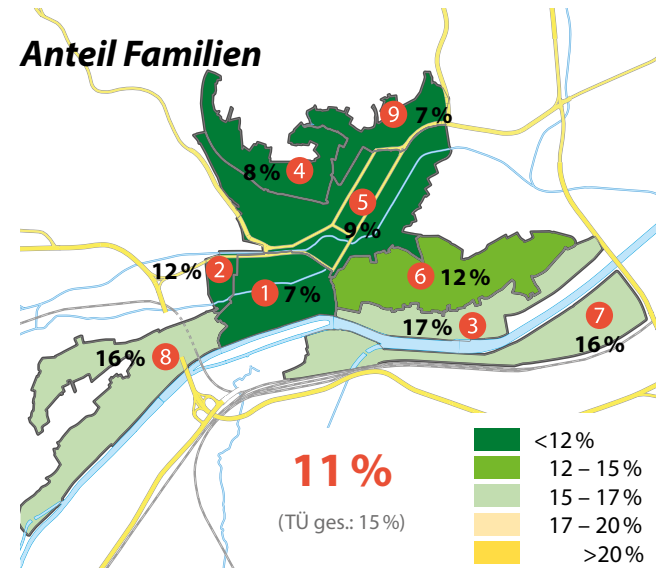 Anteil Familien
9 7 %
8 % 4
5
9 %
12 % 2
6 12 %
1 7 %
17 % 3
7
16 %
16 % 8
11 %
(TÜ ges.: 15 %)
<12 %
12 – 15 %
15 – 17 %
17 – 20 %
>20 %